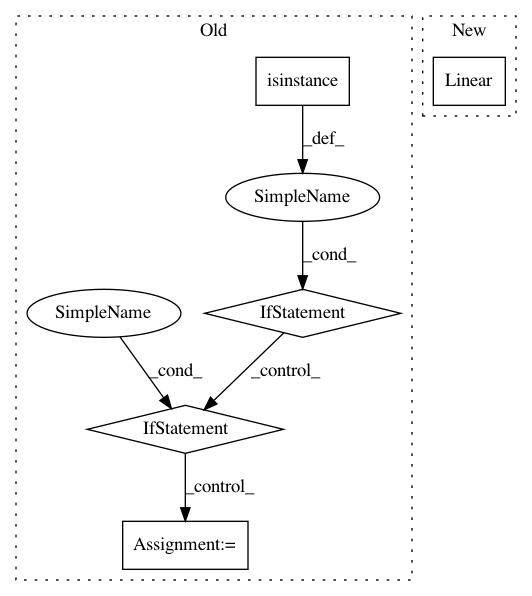 Old
New
isinstance
Linear
_def_
SimpleName
_cond_
SimpleName
IfStatement
_cond_
_control_
IfStatement
_control_
Assignment:=